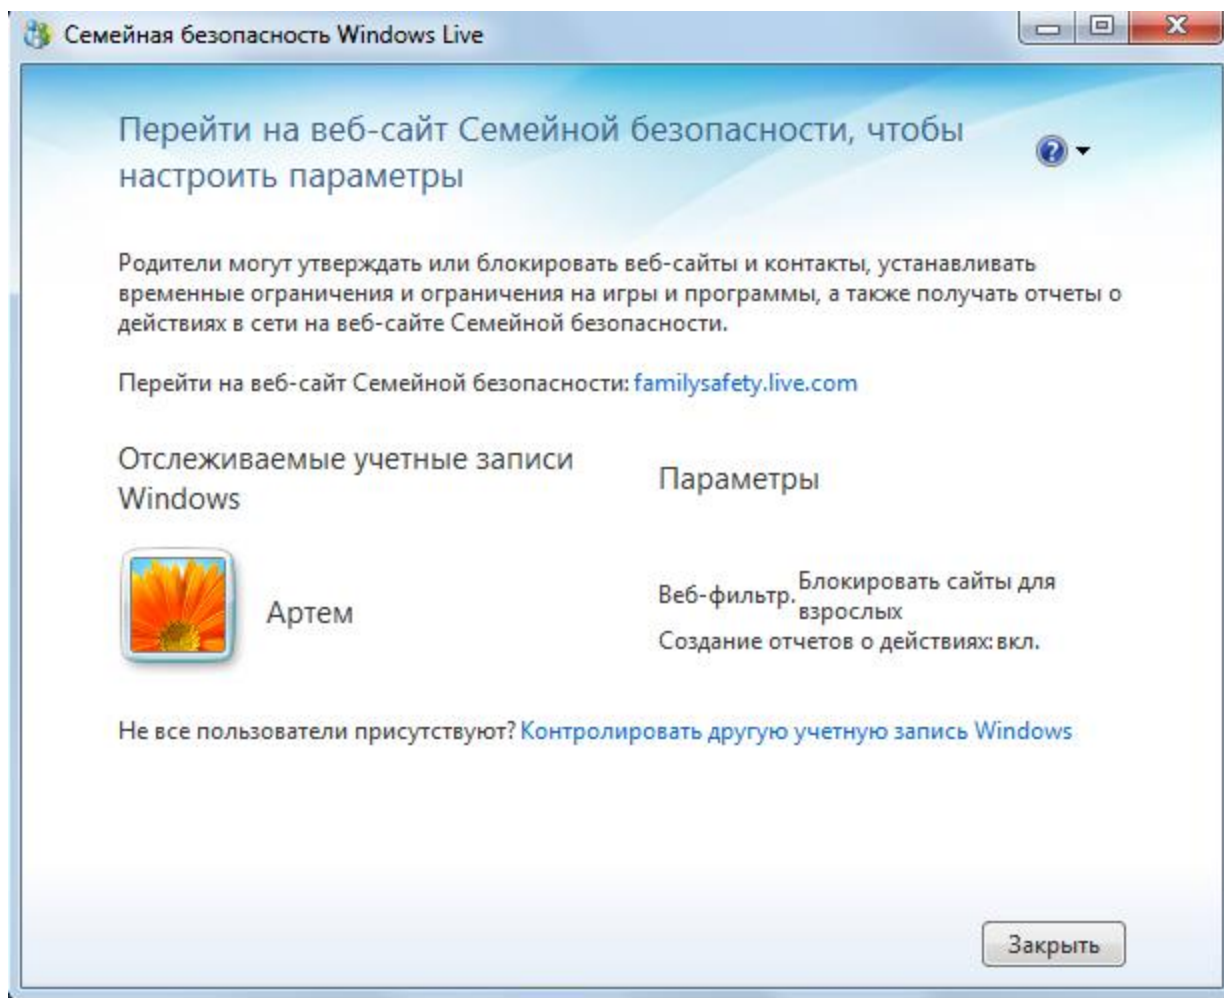 Семейная безопасность Windows Live
Перейти на веб-сайт Семейной безопасности, чтобы
настроить параметры
Родители могут утверждать или блокировать веб-сайты и контакты, устанавливать
временные ограничения и ограничения на игры и программы, а также получать отчеты о
действиях в сети на веб-сайте Семейной безопасности.
Перейти на веб-сайт Семейной безопасности: familysafety.live.com
Отслеживаемые учетные записи
Windows
Параметры
Артем
Веб-фильтр. Блокировать сайты для
взрослых
Создание отчетов о действиях: вкл.
Не все пользователи присутствуют? Контролировать другую учетную запись Windows
Закрыть